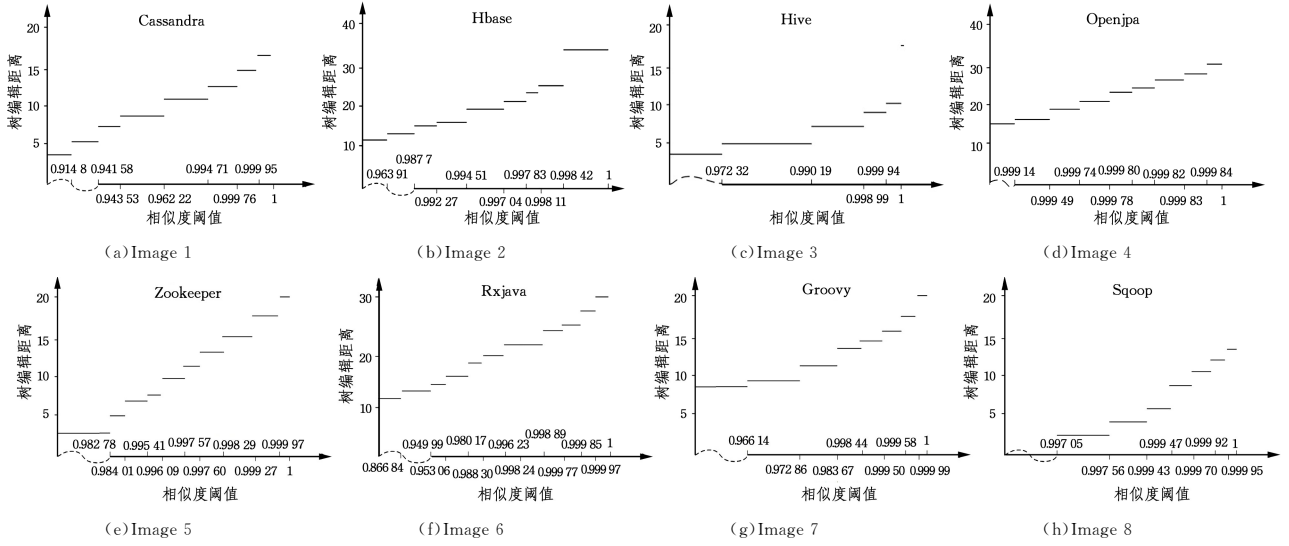 Cassandra
20
15
10
5
树编辑距离
0.914 8 0.941 58 0.994 71 0.999 95
0.943 53 0.962 22 0.999 76 1
相似度阈值
(a)Image 1
Hbase
40
30
20
10
树编辑距离
0.987 7
0.963 91 0.994 51 0.997 83 0.998 42 1
0.992 27 0.997 04 0.998 11
相似度阈值
(b)Image 2
Hive
20
15
10
5
树编辑距离
0.972 32 0.990 19 0.999 94
0.998 99 1
相似度阈值
(c)Image 3
Openjpa
40
30
20
10
树编辑距离
0.999 14 0.999 74 0.999 80 0.999 82 0.999 84
0.999 49 0.999 78 0.999 83 1
相似度阈值
(d)Image 4
Zookeeper
20
15
10
5
树编辑距离
0.982 78 0.995 41 0.997 57 0.998 29 0.999 97
0.984 01 0.996 09 0.997 60 0.999 27 1
相似度阈值
(e)Image 5
Rxjava
30
20
10
树编辑距离
0.998 89
0.949 99 0.980 17 0.996 23 0.999 85 1
0.866 84 0.953 06 0.988 30 0.998 24 0.999 77 0.999 97
相似度阈值
(f)Image 6
Groovy
20
15
10
5
树编辑距离
0.966 14 0.998 44 0.999 58 1
0.972 86 0.983 67 0.999 50 0.999 99
相似度阈值
(g)Image 7
Sqoop
20
15
10
5
树编辑距离
0.997 05 0.999 47 0.999 92 1
0.997 56 0.999 43 0.999 70 0.999 95
相似度阈值
(h)Image 8